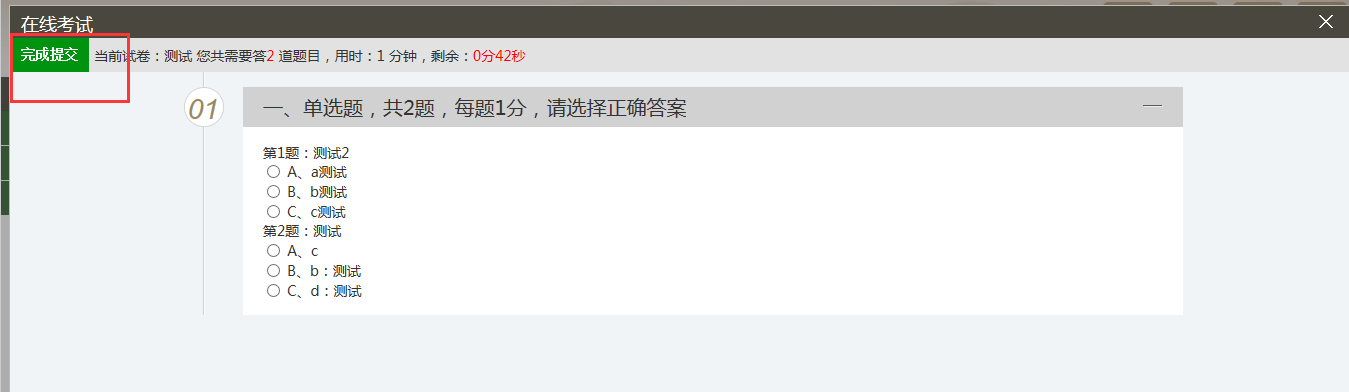 在线考试
完成提交 当前试卷：测试 您共需要答2 道题目，用时：1 分钟，剩余：0分42秒
01
一、单选题，共2题，每题1分，请选择正确答案
第1题：测试2
A、a测试
B、b测试
C、c测试
第2题：测试
A、c
B、b：测试
C、d：测试